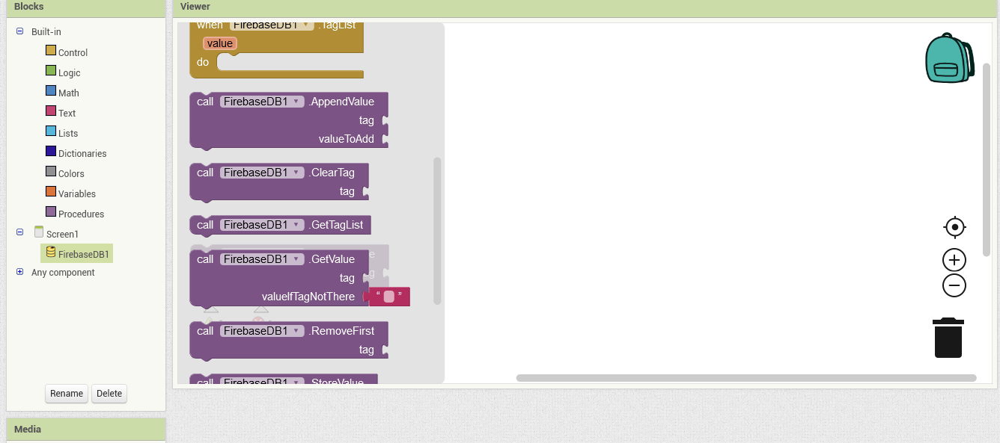 Blocks
Viewer
Built-in
Control
Logic
Math
Text
Lists
Dictionaries
Colors
Variables
Procedures
Screen1
FirebaseDB1
Any component
Rename
Delete
Media
when FirebaseDB1 .TagList
value
do
call FirebaseDB1 .AppendValue
tag
valueToAdd
call FirebaseDB1 .ClearTag
tag
call FirebaseDB1 .GetTagList
call FirebaseDB1 .GetValue
tag
valueIfTagNotThere “ ”
call FirebaseDB1 .RemoveFirst
tag
call FirebaseDB1 .StoreValue